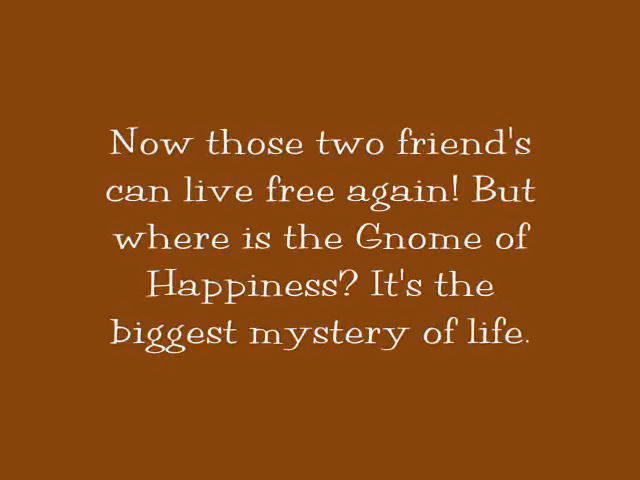 Now those two friend's
can live free again! But
where is the Gnome of
Happiness? It's the
biggest mystery of life.